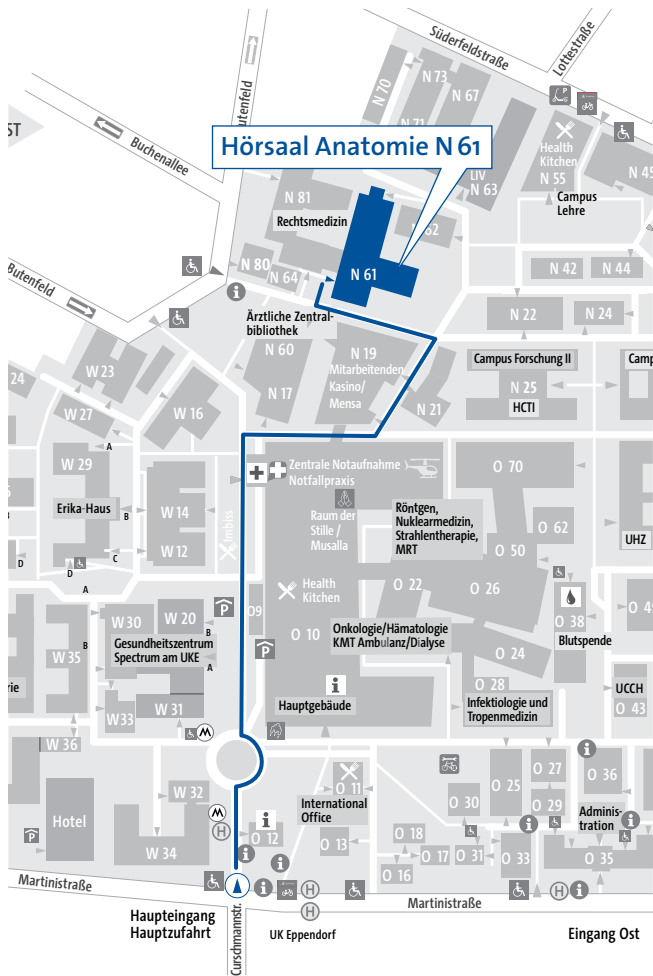 Süderfeldstraße
Lottestraße
N 73
N 70
N 67
N 71
Butenfeld
ST
Buchenallee
Hörsaal Anatomie N 61
LIV
N 63
Health
Kitchen
N 55
N 45
Campus
Lehre
N 81
Rechtsmedizin
N 62
N 80
N 64
N 61
N 42
N 44
Butenfeld
Ärztliche Zentral-
bibliothek
N 22
N 24
N 60
N 19
Mitarbeitenden
Kasino/
Mensa
Campus Forschung II
Camp
W 23
24
N 17
N 21
N 25
HCTI
W 27
W 16
A
W 29
Zentrale Notaufnahme
Notfallpraxis
O 70
Erika-Haus
B
W 14
Imbiss
Raum der
Stille /
Musalla
Röntgen,
Nuklearmedizin,
Strahlentherapie,
MRT
O 62
UHZ
W 12
C
D
D
O 50
A
Health
Kitchen
O 22
O 26
W 30
W 20
B
P
O 9
O 10
O 38
O 49
B
W 35
Gesundheitszentrum
Spectrum am UKE
A
P
Onkologie/Hämatologie
KMT Ambulanz/Dialyse
Blutspende
O 24
rie
W 33
W 31
i
Hauptgebäude
O 28
Infektiologie und
Tropenmedizin
UCCH
O 43
W 36
Hotel
W 32
O 11
International
Office
O 25
O 27
O 36
O 30
O 29
Adminis-
tration
H
i
O 12
O 18
O 13
O 17
O 31
O 33
O 35
P
W 34
O 16
Martinistraße
Martinistraße
H
H
H
Haupteingang
Hauptzufahrt
Curschmannstr.
UK Eppendorf
Eingang Ost